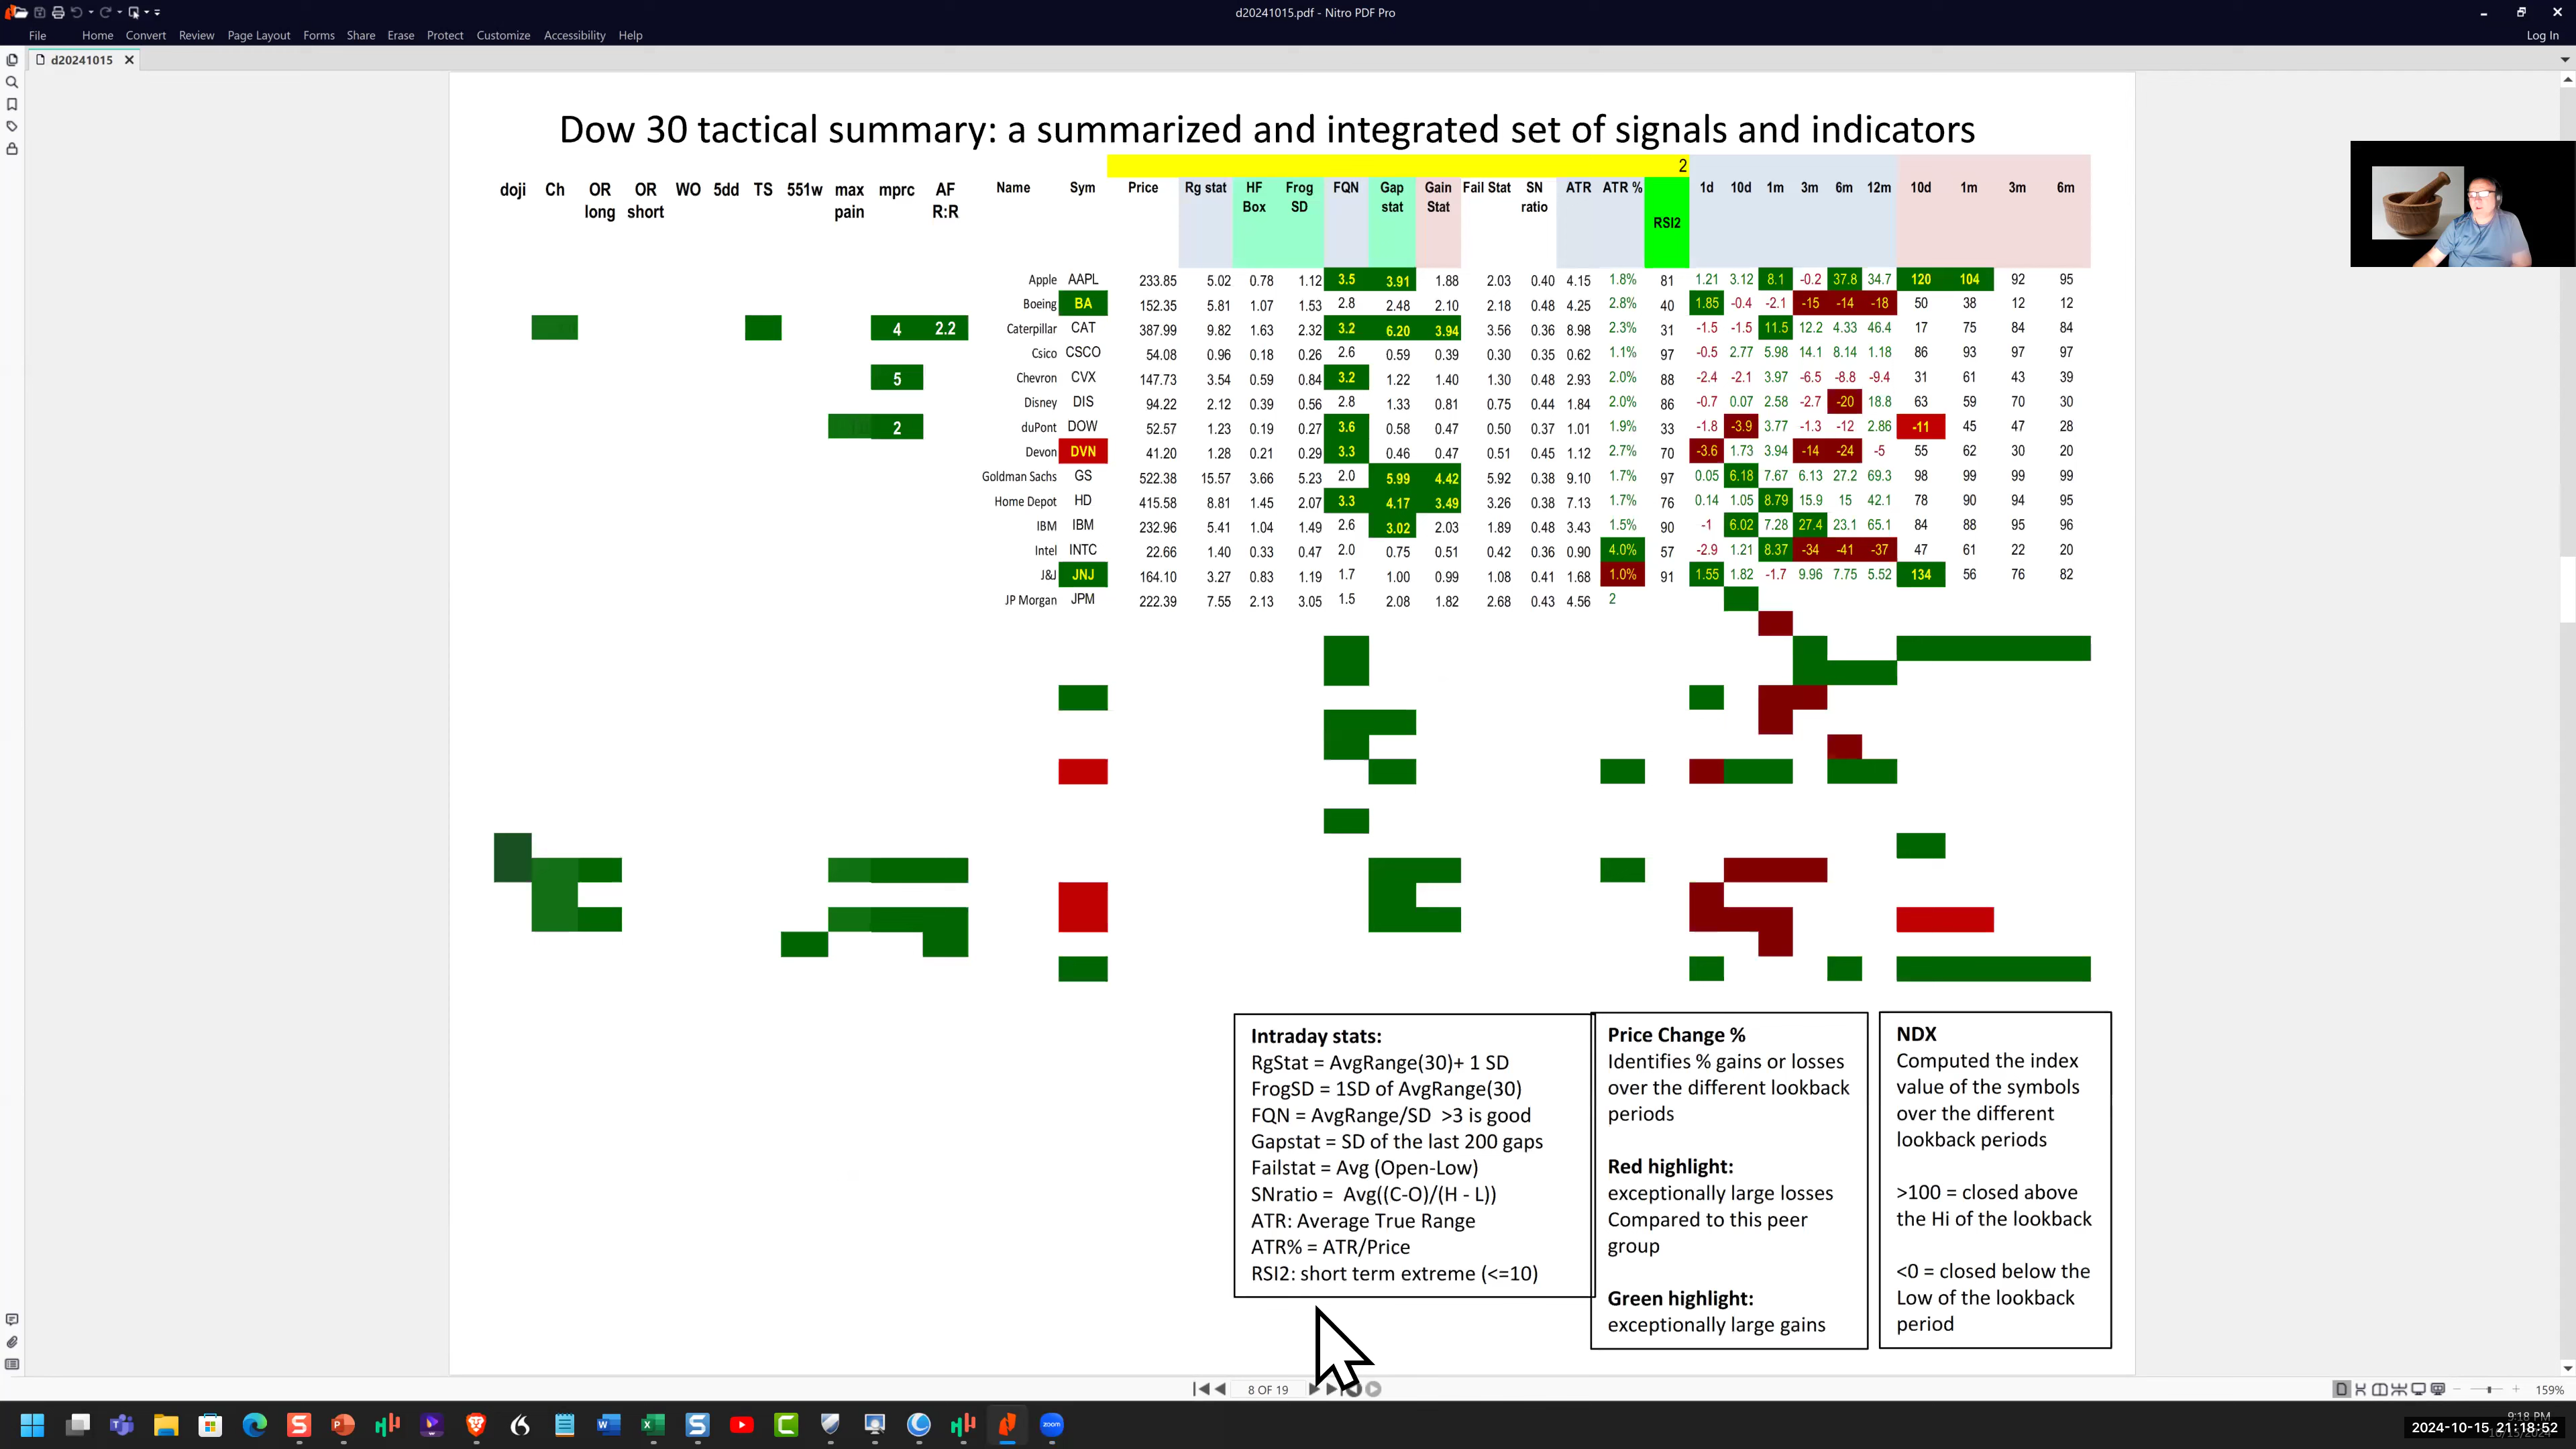 d20241015.pdf - Nitro PDF Pro
File Home Convert Review Page Layout Forms Share Erase Protect Customize Accessibility Help Log In
d20241015
Dow 30 tactical summary: a summarized and integrated set of signals and indicators
2
doji Ch OR long OR short WO 5dd TS 551w max pain mprc AF R:R Name Sym Price Rg stat HF Box Frog SD FQN Gap stat Gain Stat Fail Stat SN ratio ATR ATR % RSI2 1d 10d 1m 3m 6m 12m 10d 1m 3m 6m
Apple AAPL 233.85 5.02 0.78 1.12 3.5 3.91 1.88 2.03 0.40 4.15 1.8% 81 1.21 3.12 8.1 -0.2 37.8 34.7 120 104 92 95
Boeing BA 152.35 5.81 1.07 1.53 2.8 2.48 2.10 2.18 0.48 4.25 2.8% 40 1.85 -0.4 -2.1 -15 -14 -18 50 38 12 12
4 2.2 Caterpillar CAT 387.99 9.82 1.63 2.32 3.2 6.20 3.94 3.56 0.36 8.98 2.3% 31 -1.5 -1.5 11.5 12.2 4.33 46.4 17 75 84 84
Csico CSCO 54.08 0.96 0.18 0.26 2.6 0.59 0.39 0.30 0.35 0.62 1.1% 97 -0.5 2.77 5.98 14.1 8.14 1.18 86 93 97 97
5 Chevron CVX 147.73 3.54 0.59 0.84 3.2 1.22 1.40 1.30 0.48 2.93 2.0% 88 -2.4 -2.1 3.97 -6.5 -8.8 -9.4 31 61 43 39
Disney DIS 94.22 2.12 0.39 0.56 2.8 1.33 0.81 0.75 0.44 1.84 2.0% 86 -0.7 0.07 2.58 -2.7 -20 18.8 63 59 70 30
2 duPont DOW 52.57 1.23 0.19 0.27 3.6 0.58 0.47 0.50 0.37 1.01 1.9% 33 -1.8 -3.9 3.77 -1.3 -12 2.86 -11 45 47 28
Devon DVN 41.20 1.28 0.21 0.29 3.3 0.46 0.47 0.51 0.45 1.12 2.7% 70 -3.6 1.73 3.94 -14 -24 -5 55 62 30 20
Goldman Sachs GS 522.38 15.57 3.66 5.23 2.0 5.99 4.42 5.92 0.38 9.10 1.7% 97 0.05 6.18 7.67 6.13 27.2 69.3 98 99 99 99
Home Depot HD 415.58 8.81 1.45 2.07 3.3 4.17 3.49 3.26 0.38 7.13 1.7% 76 0.14 1.05 8.79 15.9 15 42.1 78 90 94 95
IBM IBM 232.96 5.41 1.04 1.49 2.6 3.02 2.03 1.89 0.48 3.43 1.5% 90 -1 6.02 7.28 27.4 23.1 65.1 84 88 95 96
Intel INTC 22.66 1.40 0.33 0.47 2.0 0.75 0.51 0.42 0.36 0.90 4.0% 57 -2.9 1.21 8.37 -34 -41 -37 47 61 22 20
J&J JNJ 164.10 3.27 0.83 1.19 1.7 1.00 0.99 1.08 0.41 1.68 1.0% 91 1.55 1.82 -1.7 9.96 7.75 5.52 134 56 76 82
JP Morgan JPM 222.39 7.55 2.13 3.05 1.5 2.08 1.82 2.68 0.43 4.56 2
Intraday stats:
RgStat = AvgRange(30)+ 1 SD
FrogSD = 1SD of AvgRange(30)
FQN = AvgRange/SD >3 is good
Gapstat = SD of the last 200 gaps
Failstat = Avg (Open-Low)
SNratio = Avg((C-O)/(H - L))
ATR: Average True Range
ATR% = ATR/Price
RSI2: short term extreme (<=10)
Price Change %
Identifies % gains or losses
over the different lookback
periods
Red highlight:
exceptionally large losses
Compared to this peer
group
Green highlight:
exceptionally large gains
NDX
Computed the index
value of the symbols
over the different
lookback periods
>100 = closed above
the Hi of the lookback
<0 = closed below the
Low of the lookback
period
8 OF 19
159%
zoom
9:18 PM
2024-10-15, 21:18:52